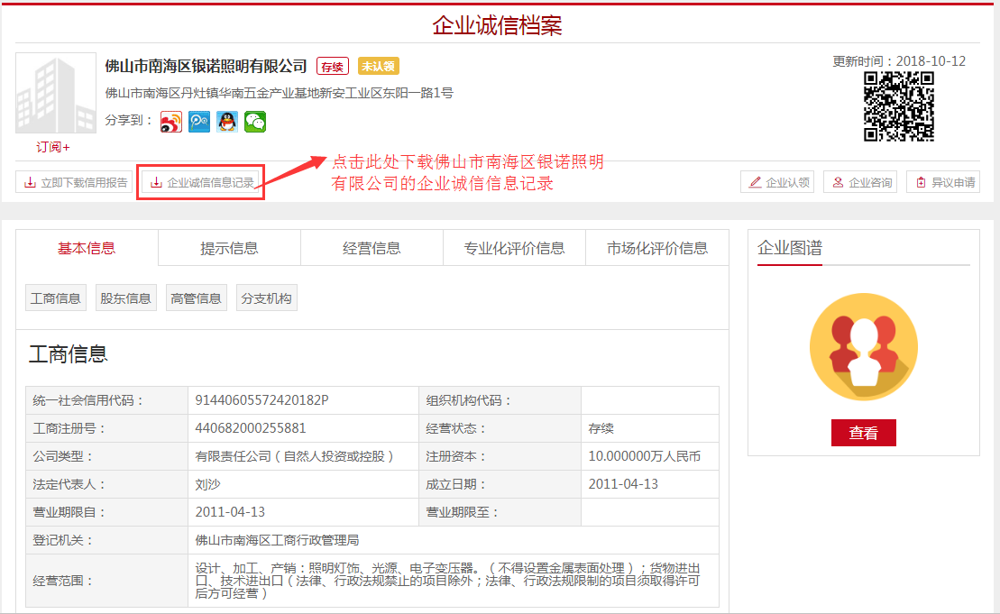 企业诚信档案
佛山市南海区银诺照明有限公司 存续 未认领
更新时间：2018-10-12
佛山市南海区丹灶镇华南五金产业基地新安工业区东阳一路1号
分享到：
订阅+
点击此处下载佛山市南海区银诺照明
有限公司的企业诚信信息记录
立即下载信用报告 企业诚信信息记录 企业认领 企业咨询 异议申请
基本信息 提示信息 经营信息 专业化评价信息 市场化评价信息
企业图谱
工商信息 股东信息 高管信息 分支机构
工商信息
统一社会信用代码： 91440605572420182P 组织机构代码：
工商注册号： 440682000255881 经营状态： 存续
公司类型： 有限责任公司（自然人投资或控股） 注册资本： 10.000000万人民币
法定代表人： 刘沙 成立日期： 2011-04-13
营业期限自： 2011-04-13 营业期限至：
登记机关： 佛山市南海区工商行政管理局
经营范围： 设计、加工、产销：照明灯饰、光源、电子变压器。（不得设置金属表面处理）；货物进出
口、技术进出口（法律、行政法规禁止的项目除外；法律、行政法规限制的项目须取得许可
后方可经营）
查看